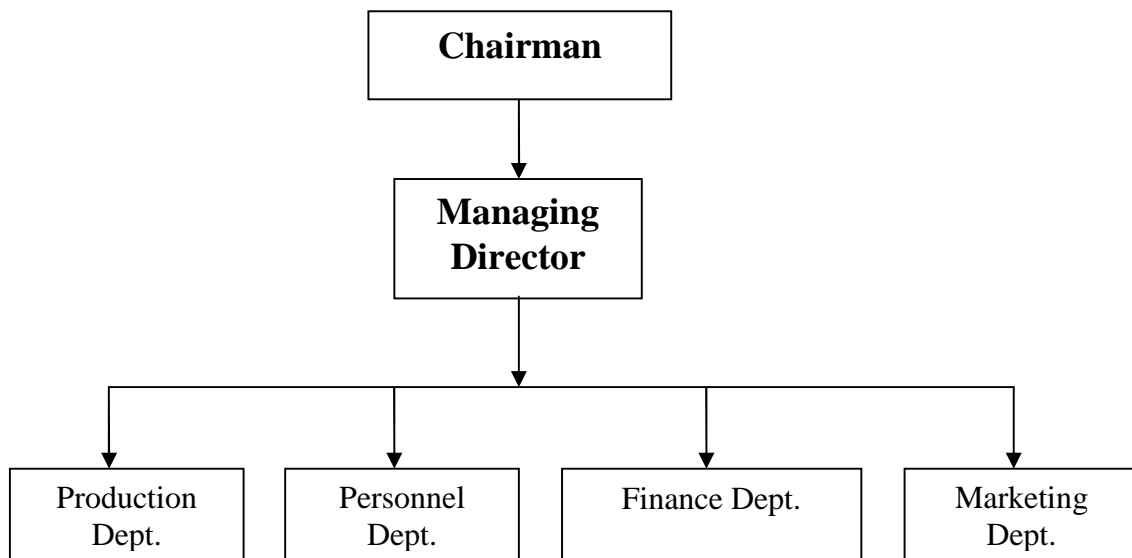 Chairman
Managing
Director
Production
Dept.
Personnel
Dept.
Finance Dept.
Marketing
Dept.